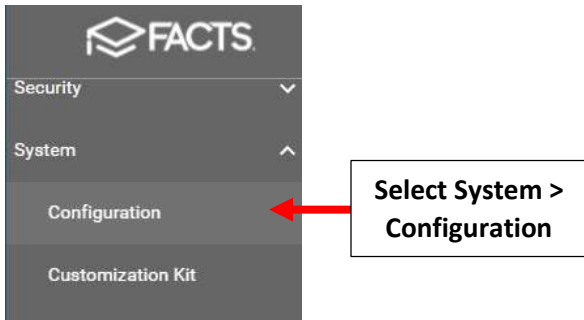 FACTS
Security
System
Configuration
Customization Kit
Select System >
Configuration